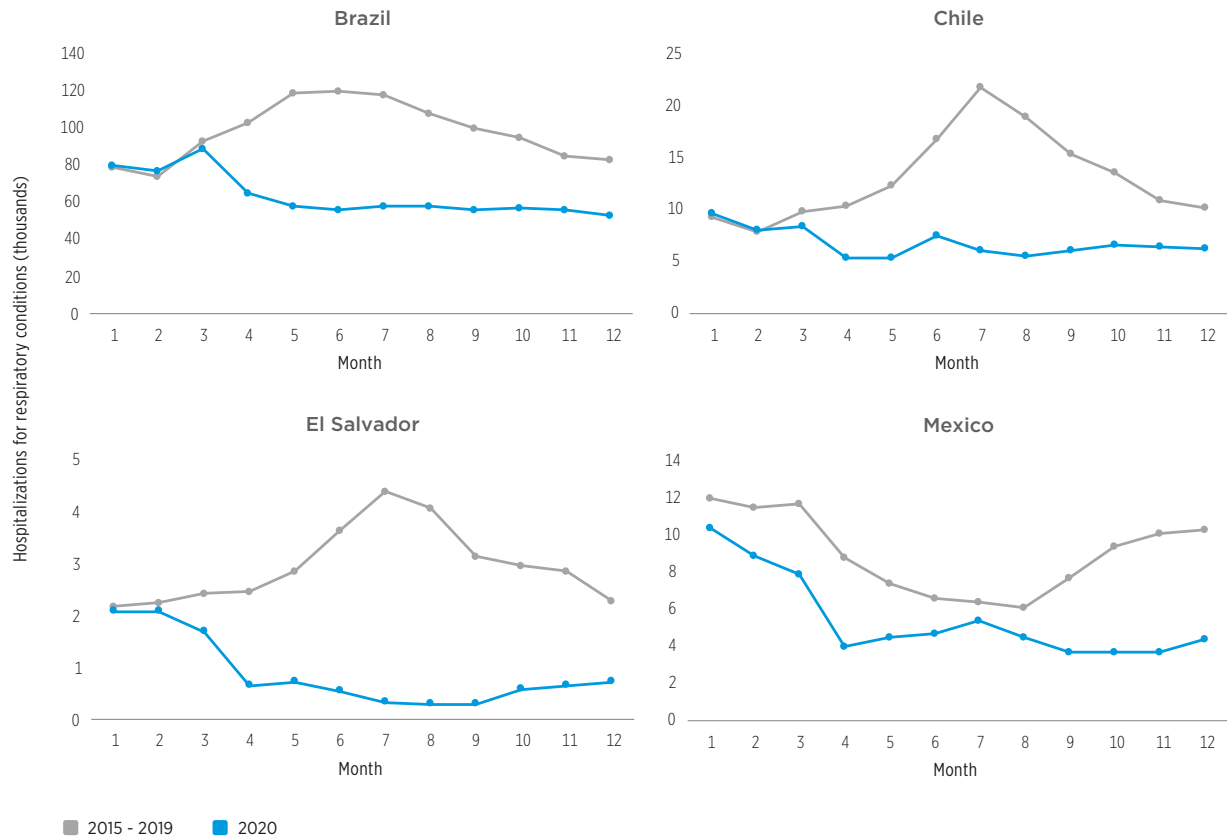 Hospitalizations for respiratory conditions (thousands)
Brazil
140
120
100
80
60
40
20
0
1 2 3 4 5 6 7 8 9 10 11 12
Month
Chile
25
20
15
10
5
0
1 2 3 4 5 6 7 8 9 10 11 12
Month
El Salvador
5
4
3
2
1
0
1 2 3 4 5 6 7 8 9 10 11 12
Month
Mexico
14
12
10
8
6
4
2
0
1 2 3 4 5 6 7 8 9 10 11 12
Month
2015 - 2019 2020